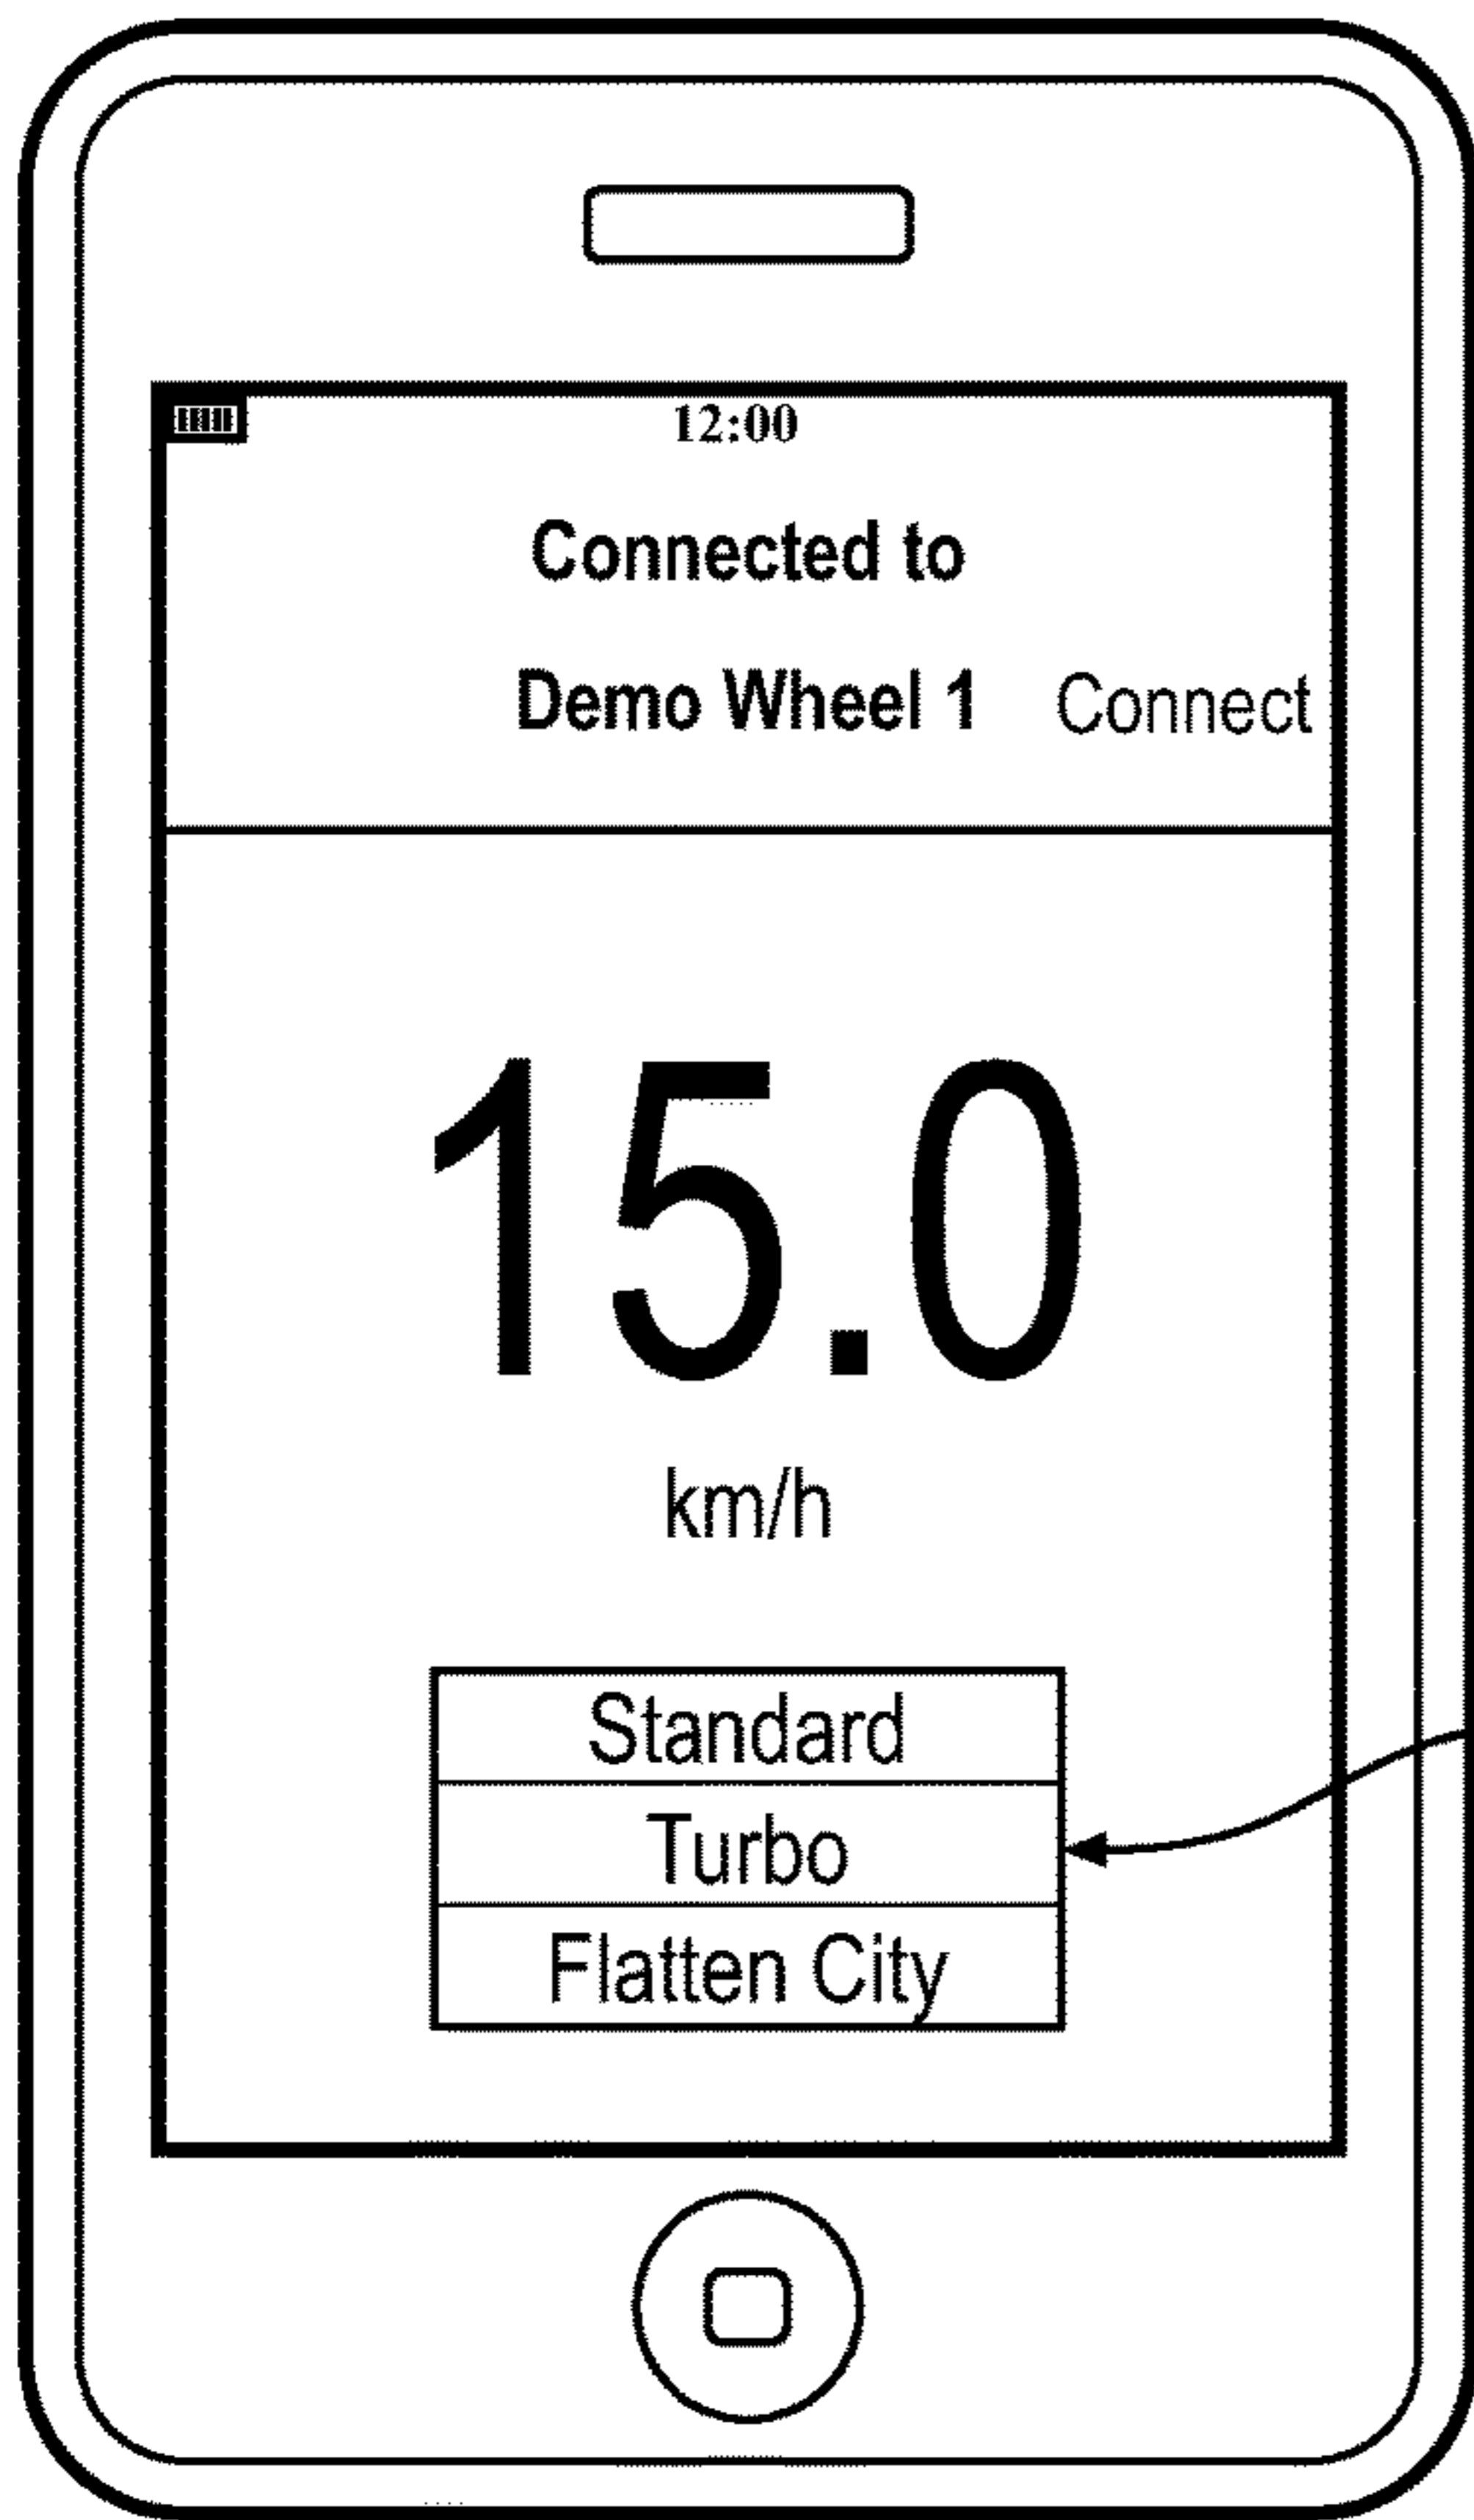 12:00
Connected to
Demo Wheel 1 Connect
15.0
km/h
Standard
Turbo
Flatten City